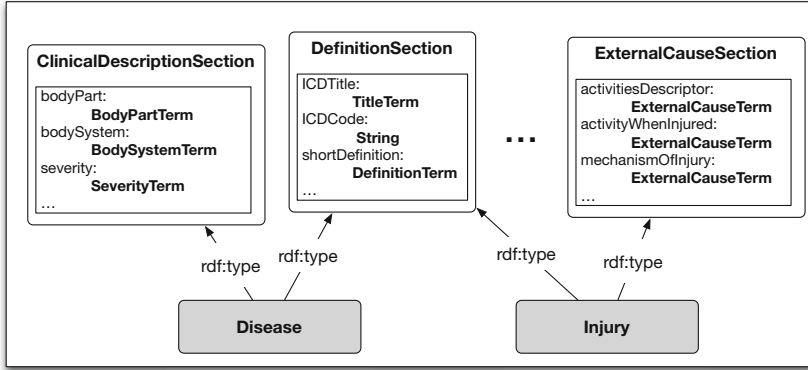 ClinicalDescriptionSection
bodyPart:
BodyPartTerm
bodySystem:
BodySystemTerm
severity:
SeverityTerm
...
DefinitionSection
ICDTitle:
TitleTerm
ICDCode:
String
shortDefinition:
DefinitionTerm
...
...
ExternalCauseSection
activitiesDescriptor:
ExternalCauseTerm
activityWhenInjured:
ExternalCauseTerm
mechanismOfInjury:
ExternalCauseTerm
...
rdf:type
rdf:type
rdf:type
rdf:type
Disease
Injury